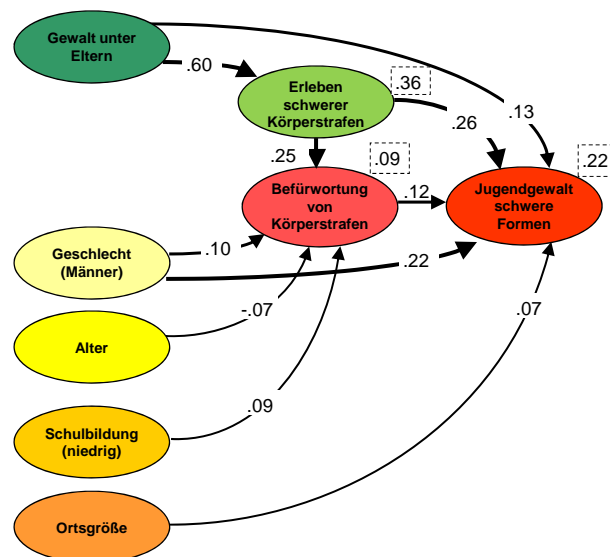 Gewalt unter
Eltern
.60
Erleben
schwerer
Körperstrafen
.36
.13
.26
.25
.09
.22
Befürwortung
von
Körperstrafen
.12
Jugendgewalt
schwere
Formen
Geschlecht
(Männer)
.10
.22
-.07
.07
Alter
.09
Schulbildung
(niedrig)
Ortsgröße